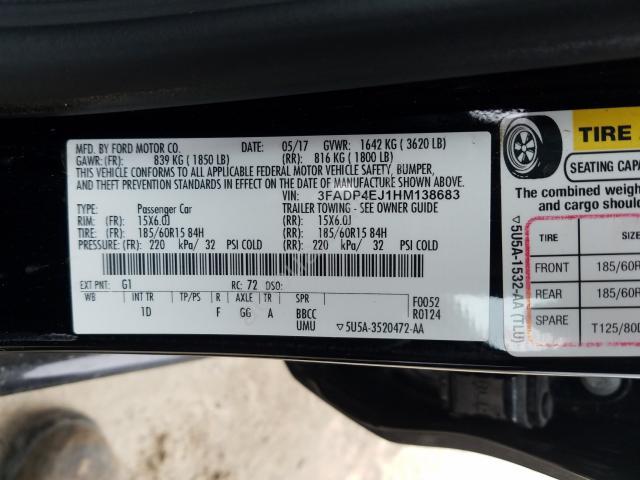 MFD. BY FORD MOTOR CO. DATE: 05/17 GVWR: 1642 KG ( 3620 LB)
GAWR: (FR): 839 KG ( 1850 LB) (RR): 816 KG ( 1800 LB)
THIS VEHICLE CONFORMS TO ALL APPLICABLE FEDERAL MOTOR VEHICLE SAFETY, BUMPER,
AND THEFT PREVENTION STANDARDS IN EFFECT ON THE DATE OF MANUFACTURE SHOWN ABOVE.
VIN: 3FADP4EJ1HM138683
TYPE: Passenger Car TRAILER TOWING - SEE OWNER GUIDE
RIM: (FR): 15X6.0J (RR): 15X6.0J
TIRE: (FR): 185/60R15 84H (RR): 185/60R15 84H
PRESSURE: (FR): 220 kPa/ 32 PSI COLD (RR): 220 kPa/ 32 PSI COLD
EXT PNT: G1 RC: 72 DSO:
WB INT TR TP/PS R AXLE TR SPR F0052
1D F GG A BBCC R0124
UMU ▽5U5A-3520472-AA
TIRE
SEATING CAPA
The combined weight
and cargo shou
▽5U5A-1532-AA (TLU)
TIRE SIZE
FRONT 185/60R
REAR 185/60R
SPARE T125/80D